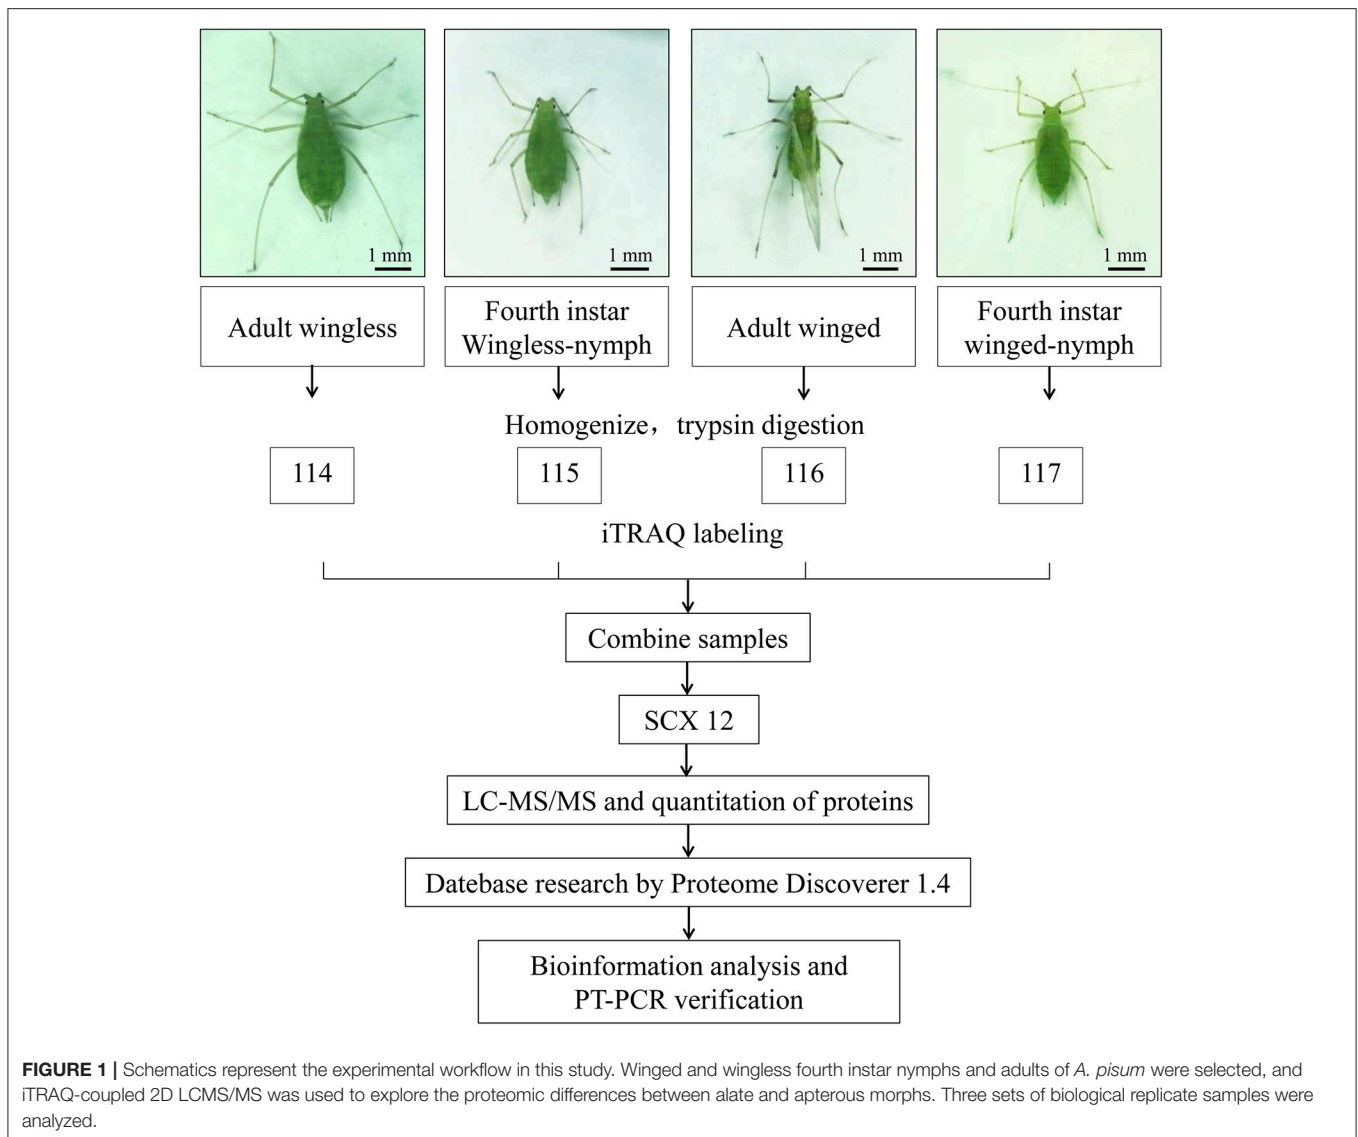 1 mm
1 mm
1 mm
1 mm
Adult wingless
Fourth instar
Wingless-nymph
Adult winged
Fourth instar
winged-nymph
Homogenize，trypsin digestion
114
115
116
117
iTRAQ labeling
Combine samples
SCX 12
LC-MS/MS and quantitation of proteins
Datebase research by Proteome Discoverer 1.4
Bioinformation analysis and
PT-PCR verification
FIGURE 1 | Schematics represent the experimental workflow in this study. Winged and wingless fourth instar nymphs and adults of A. pisum were selected, and
iTRAQ-coupled 2D LCMS/MS was used to explore the proteomic differences between alate and apterous morphs. Three sets of biological replicate samples were
analyzed.